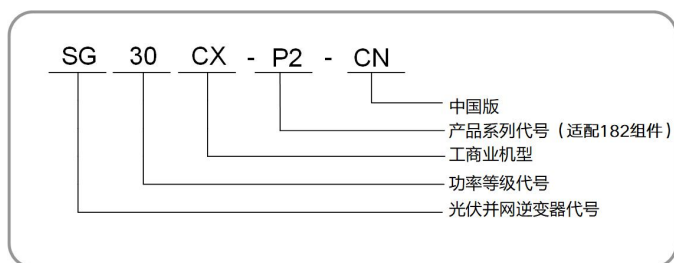 SG 30 CX - P2 - CN
中国版
产品系列代号（适配182组件）
工商业机型
功率等级代号
光伏并网逆变器代号